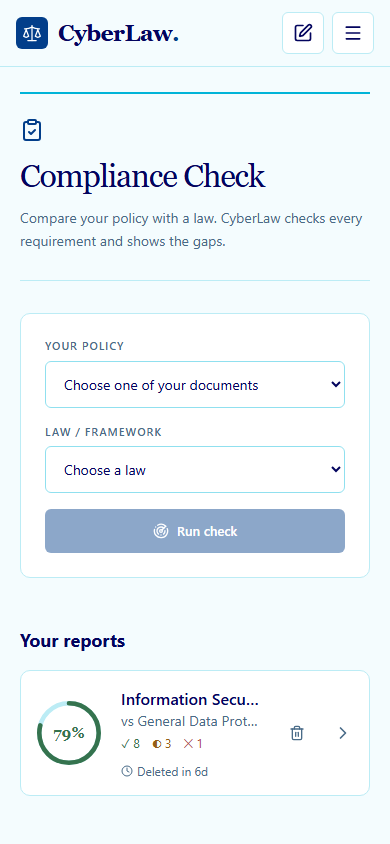 CyberLaw.
Compliance Check
Compare your policy with a law. CyberLaw checks every
requirement and shows the gaps.
YOUR POLICY
Choose one of your documents
LAW / FRAMEWORK
Choose a law
Run check
Your reports
79%
Information Secu...
vs General Data Prot...
✓ 8 ◐ 3 ✕ 1
Deleted in 6d